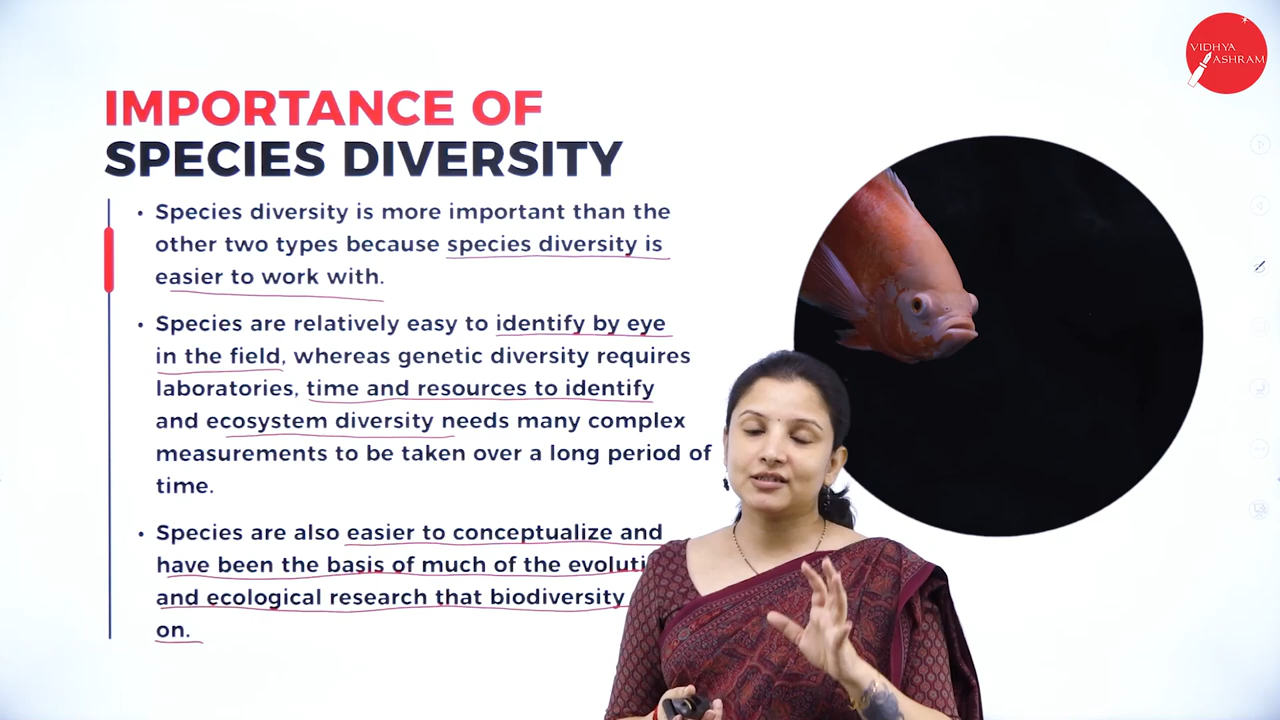 VIDHYA
ASHRAM
IMPORTANCE OF
SPECIES DIVERSITY
• Species diversity is more important than the
other two types because species diversity is
easier to work with.
• Species are relatively easy to identify by eye
in the field, whereas genetic diversity requires
laboratories, time and resources to identify
and ecosystem diversity needs many complex
measurements to be taken over a long period of
time.
• Species are also easier to conceptualize and
have been the basis of much of the
and ecological research that biodiversity
on.